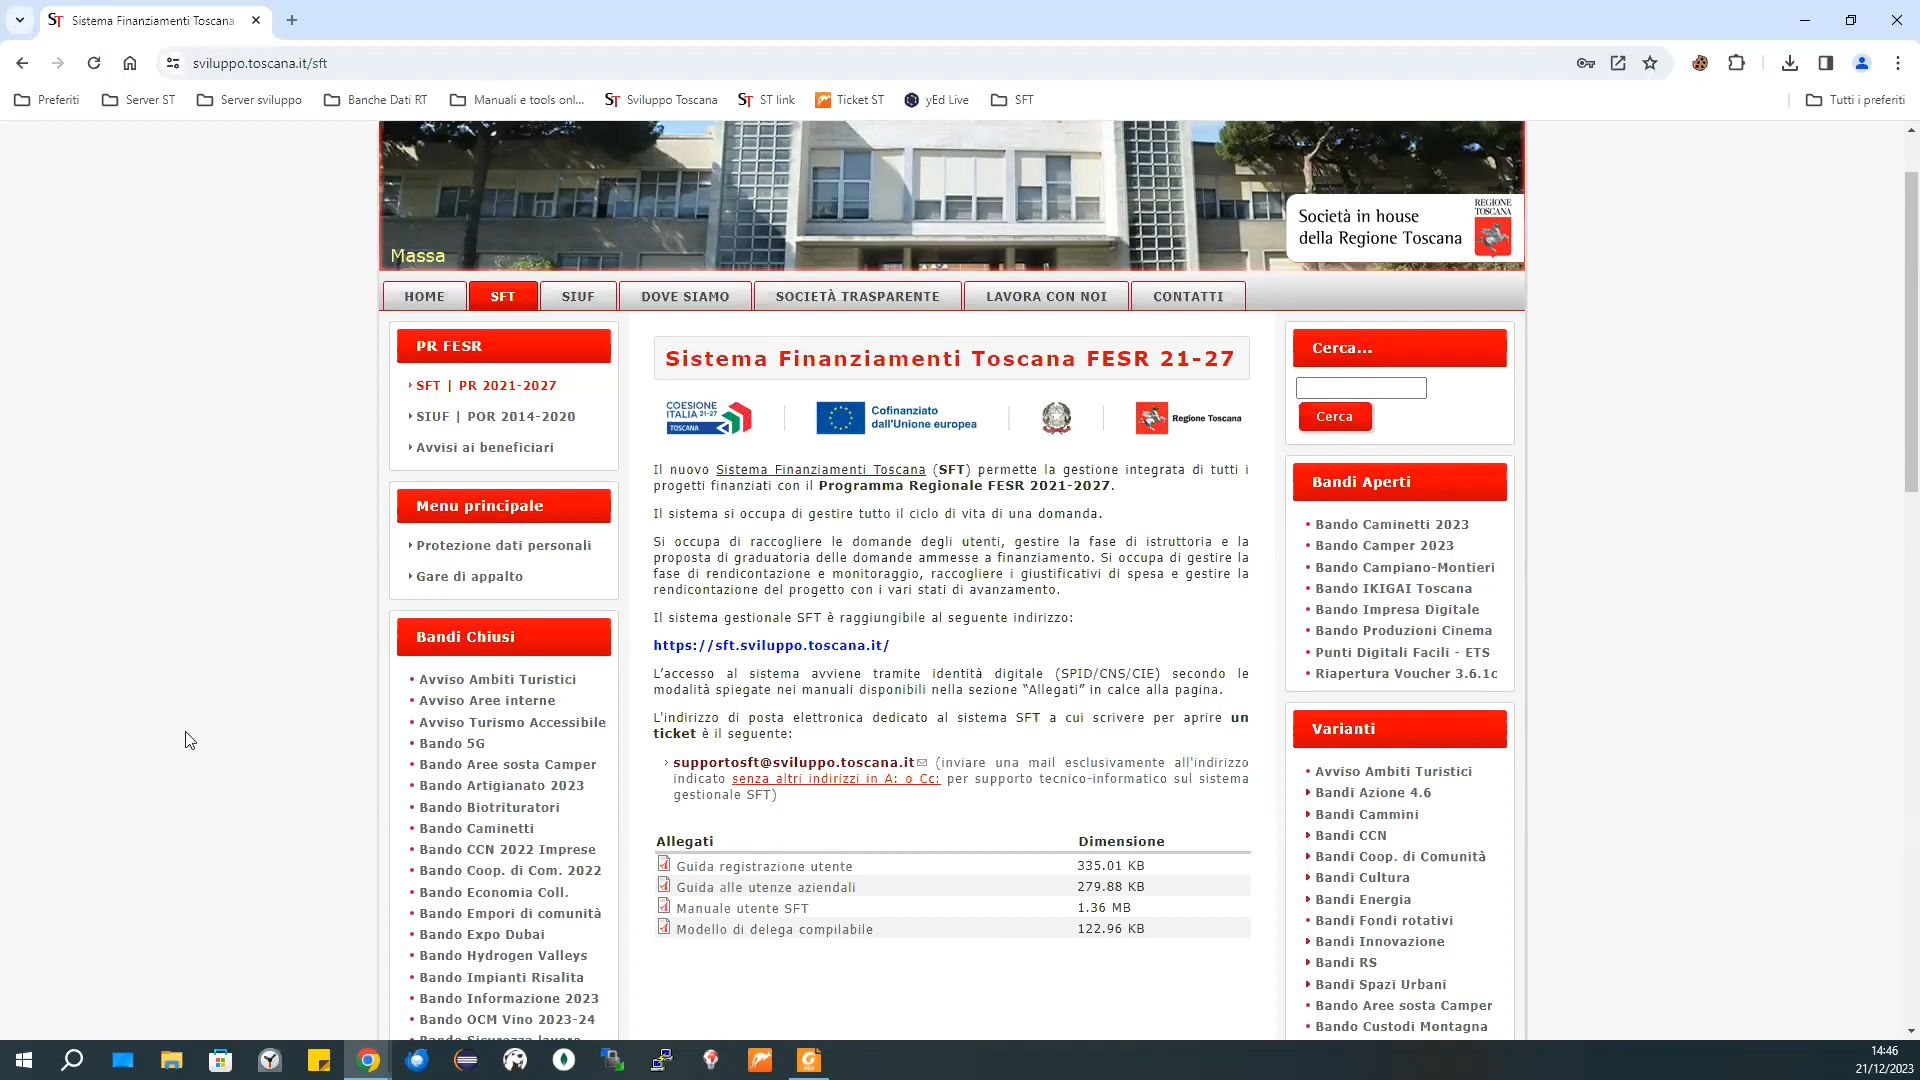 Sistema Finanziamenti Toscana
sviluppo.toscana.it/sft
Preferiti
Server ST
Server sviluppo
Banche Dati RT
Manuali e tools onl...
Sviluppo Toscana
ST link
Ticket ST
yEd Live
SFT
Tutti i preferiti
Massa
Società in house
della Regione Toscana
REGIONE
TOSCANA
HOME
SFT
SIUF
DOVE SIAMO
SOCIETÀ TRASPARENTE
LAVORA CON NOI
CONTATTI
PR FESR
SFT | PR 2021-2027
SIUF | POR 2014-2020
Avvisi ai beneficiari
Menu principale
Protezione dati personali
Gare di appalto
Bandi Chiusi
Avviso Ambiti Turistici
Avviso Aree interne
Avviso Turismo Accessibile
Bando 5G
Bando Aree sosta Camper
Bando Artigianato 2023
Bando Biotrituratori
Bando Caminetti
Bando CCN 2022 Imprese
Bando Coop. di Com. 2022
Bando Economia Coll.
Bando Empori di comunità
Bando Expo Dubai
Bando Hydrogen Valleys
Bando Impianti Risalita
Bando Informazione 2023
Bando OCM Vino 2023-24
Sistema Finanziamenti Toscana FESR 21-27
COESIONE
ITALIA 21-27
TOSCANA
Cofinanziato
dall'Unione europea
Regione Toscana
Il nuovo Sistema Finanziamenti Toscana (SFT) permette la gestione integrata di tutti i
progetti finanziati con il Programma Regionale FESR 2021-2027.
Il sistema si occupa di gestire tutto il ciclo di vita di una domanda.
Si occupa di raccogliere le domande degli utenti, gestire la fase di istruttoria e la
proposta di graduatoria delle domande ammesse a finanziamento. Si occupa di gestire la
fase di rendicontazione e monitoraggio, raccogliere i giustificativi di spesa e gestire la
rendicontazione del progetto con i vari stati di avanzamento.
Il sistema gestionale SFT è raggiungibile al seguente indirizzo:
https://sft.sviluppo.toscana.it/
L’accesso al sistema avviene tramite identità digitale (SPID/CNS/CIE) secondo le
modalità spiegate nei manuali disponibili nella sezione “Allegati” in calce alla pagina.
L'indirizzo di posta elettronica dedicato al sistema SFT a cui scrivere per aprire un
ticket è il seguente:
supportosft@sviluppo.toscana.it (inviare una mail esclusivamente all'indirizzo
indicato senza altri indirizzi in A: o Cc: per supporto tecnico-informatico sul sistema
gestionale SFT)
Allegati Dimensione
Guida registrazione utente 335.01 KB
Guida alle utenze aziendali 279.88 KB
Manuale utente SFT 1.36 MB
Modello di delega compilabile 122.96 KB
Cerca...
Cerca
Bandi Aperti
Bando Caminetti 2023
Bando Camper 2023
Bando Campiano-Montieri
Bando IKIGAI Toscana
Bando Impresa Digitale
Bando Produzioni Cinema
Punti Digitali Facili - ETS
Riapertura Voucher 3.6.1c
Varianti
Avviso Ambiti Turistici
Bandi Azione 4.6
Bandi Cammini
Bandi CCN
Bandi Coop. di Comunità
Bandi Cultura
Bandi Energia
Bandi Fondi rotativi
Bandi Innovazione
Bandi RS
Bandi Spazi Urbani
Bando Aree sosta Camper
Bando Custodi Montagna
14:46
21/12/2023